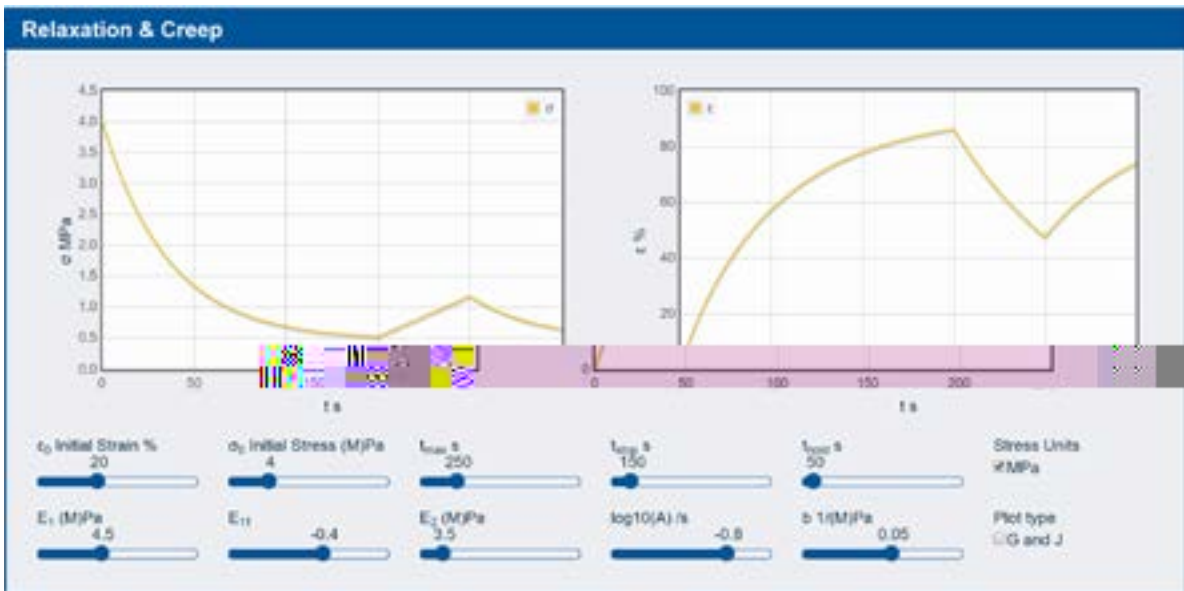 Relaxation & Creep
4.5
4.0
3.5
3.0
2.5
2.0
1.5
1.0
0.5
0.0
σ MPa
σ
0
50
t s
100
80
60
40
20
0
ε %
ε
0
50
100
150
200
t s
ε₀ Initial Strain %
20
σ₀ Initial Stress (M)Pa
4
tmax s
250
tstop s
150
50
Stress Units
MPa
E₁ (M)Pa
4.5
E₁₁
-0.4
E₂ (M)Pa
3.5
log10(A) /s
-0.8
b 1/(M)Pa
0.05
Plot type
G and J